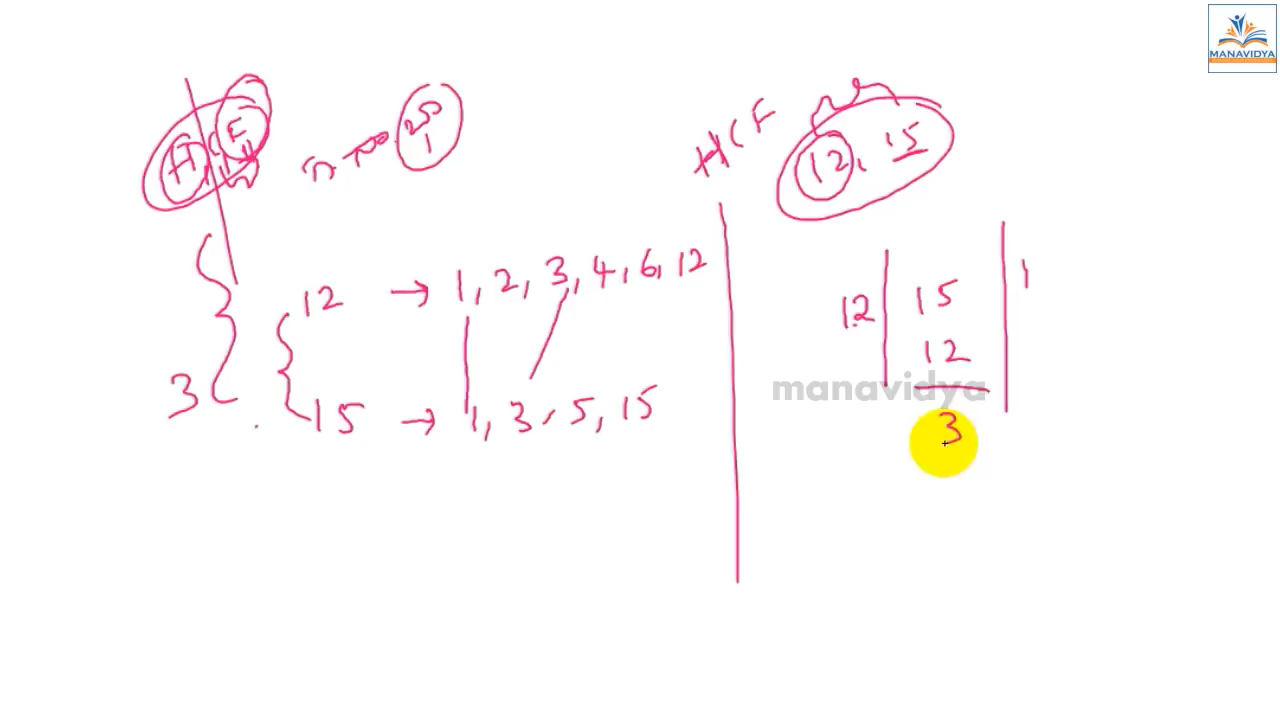 MANAVIDYA
H C F
HCF 12, 15
12 → 1, 2, 3, 4, 6, 12
3
15 → 1, 3, 5, 15
12 15 1
12
manavidya
3